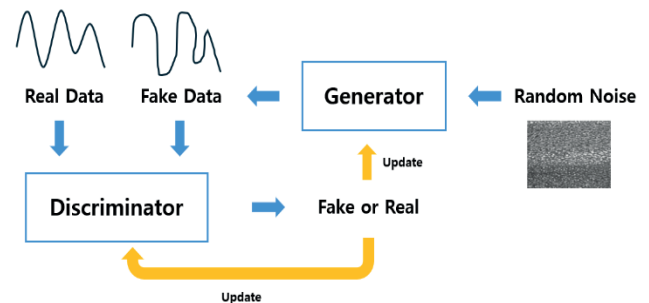 Real Data
Fake Data
Generator
Random Noise
Update
Discriminator
Fake or Real
Update